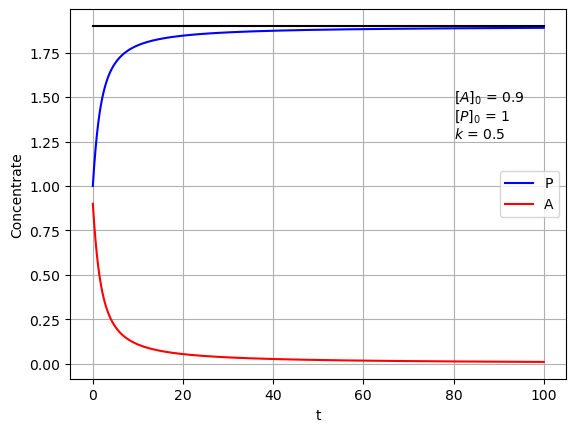 1.75
1.50
1.25
1.00
0.75
0.50
0.25
0.00
Concentrate
[A]₀ = 0.9
[P]₀ = 1
k = 0.5
P
A
0 20 40 60 80 100
t